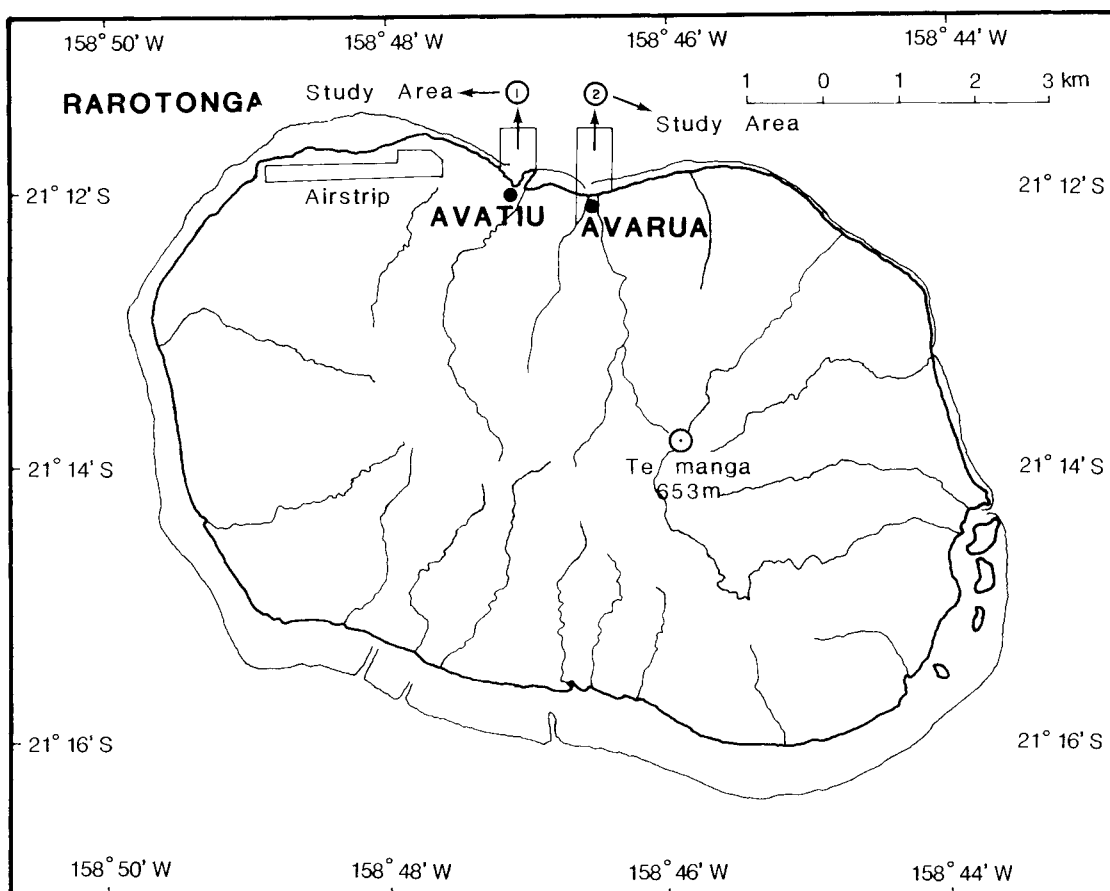 158° 50' W 158° 48' W 158° 46' W 158° 44' W
RAROTONGA
Study Area 1 2 1 0 1 2 3 km
Study Area
21° 12' S Airstrip 21° 12' S
AVATIU AVARUA
21° 14' S Te manga 21° 14' S
653m
21° 16' S 21° 16' S
158° 50' W 158° 48' W 158° 46' W 158° 44' W